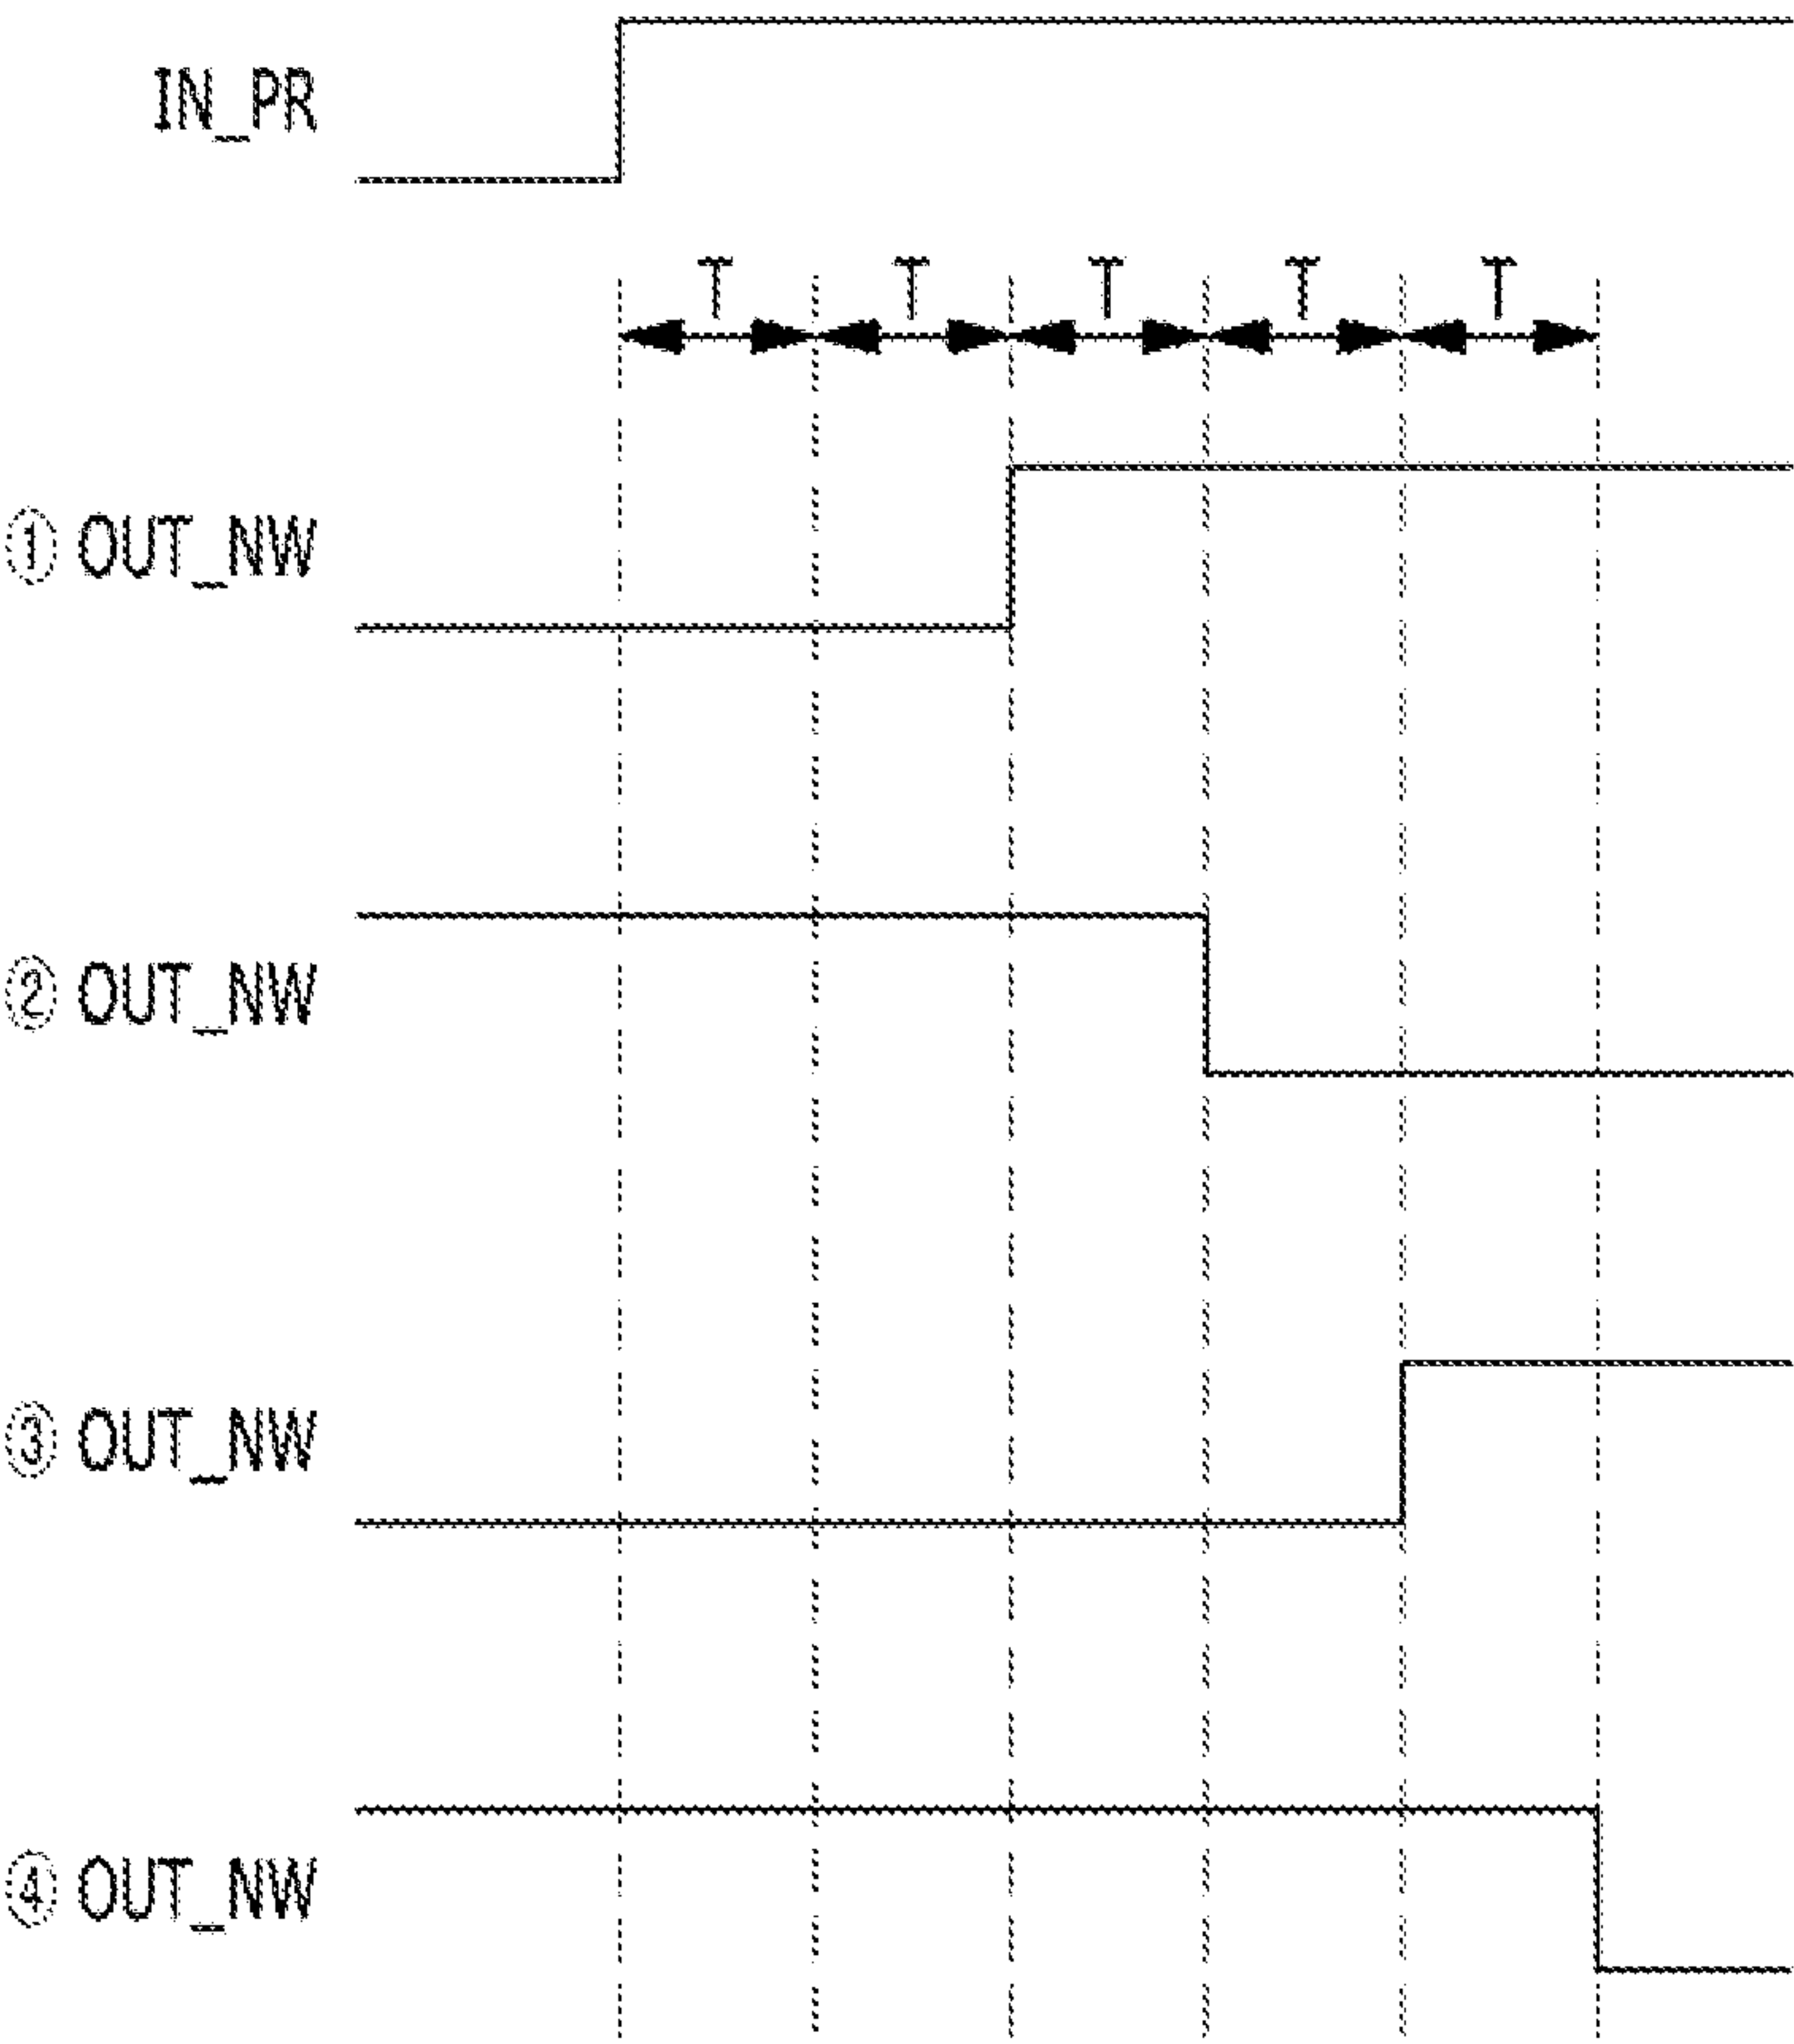 IN_PR
T T T T T
① OUT_NW
② OUT_NW
③ OUT_NW
④ OUT_NW